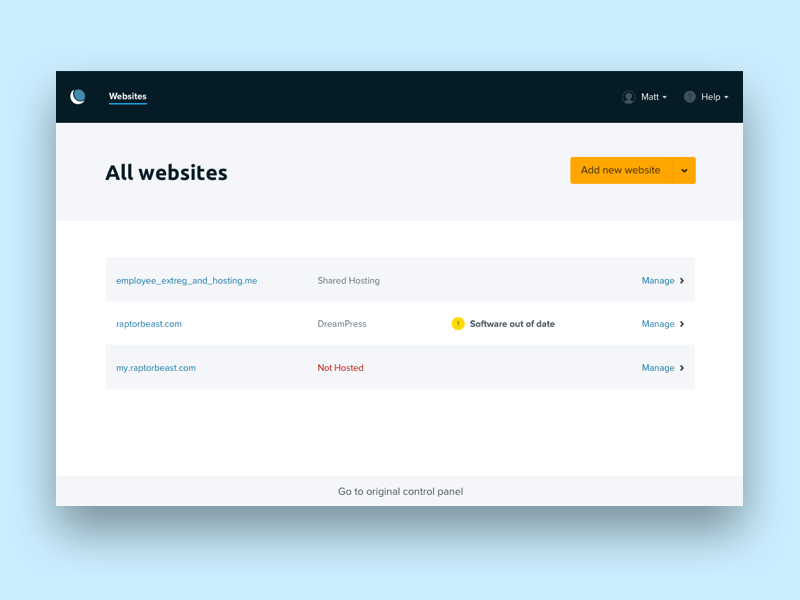 Websites Matt Help
All websites
Add new website
employee_extreg_and_hosting.me Shared Hosting Manage
raptorbeast.com DreamPress ! Software out of date Manage
my.raptorbeast.com Not Hosted Manage
Go to original control panel